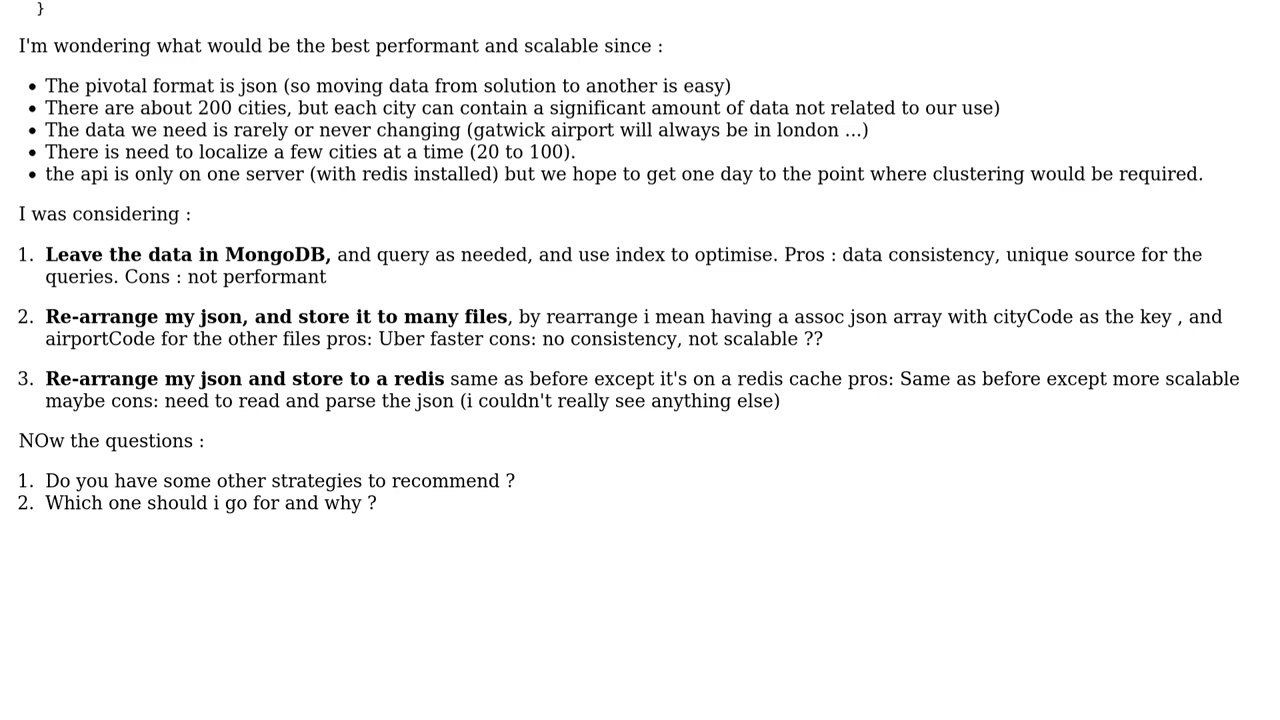 }
I'm wondering what would be the best performant and scalable since :
• The pivotal format is json (so moving data from solution to another is easy)
• There are about 200 cities, but each city can contain a significant amount of data not related to our use)
• The data we need is rarely or never changing (gatwick airport will always be in london ...)
• There is need to localize a few cities at a time (20 to 100).
• the api is only on one server (with redis installed) but we hope to get one day to the point where clustering would be required.
I was considering :
1. Leave the data in MongoDB, and query as needed, and use index to optimise. Pros : data consistency, unique source for the
queries. Cons : not performant
2. Re-arrange my json, and store it to many files, by rearrange i mean having a assoc json array with cityCode as the key , and
airportCode for the other files pros: Uber faster cons: no consistency, not scalable ??
3. Re-arrange my json and store to a redis same as before except it's on a redis cache pros: Same as before except more scalable
maybe cons: need to read and parse the json (i couldn't really see anything else)
NOw the questions :
1. Do you have some other strategies to recommend ?
2. Which one should i go for and why ?